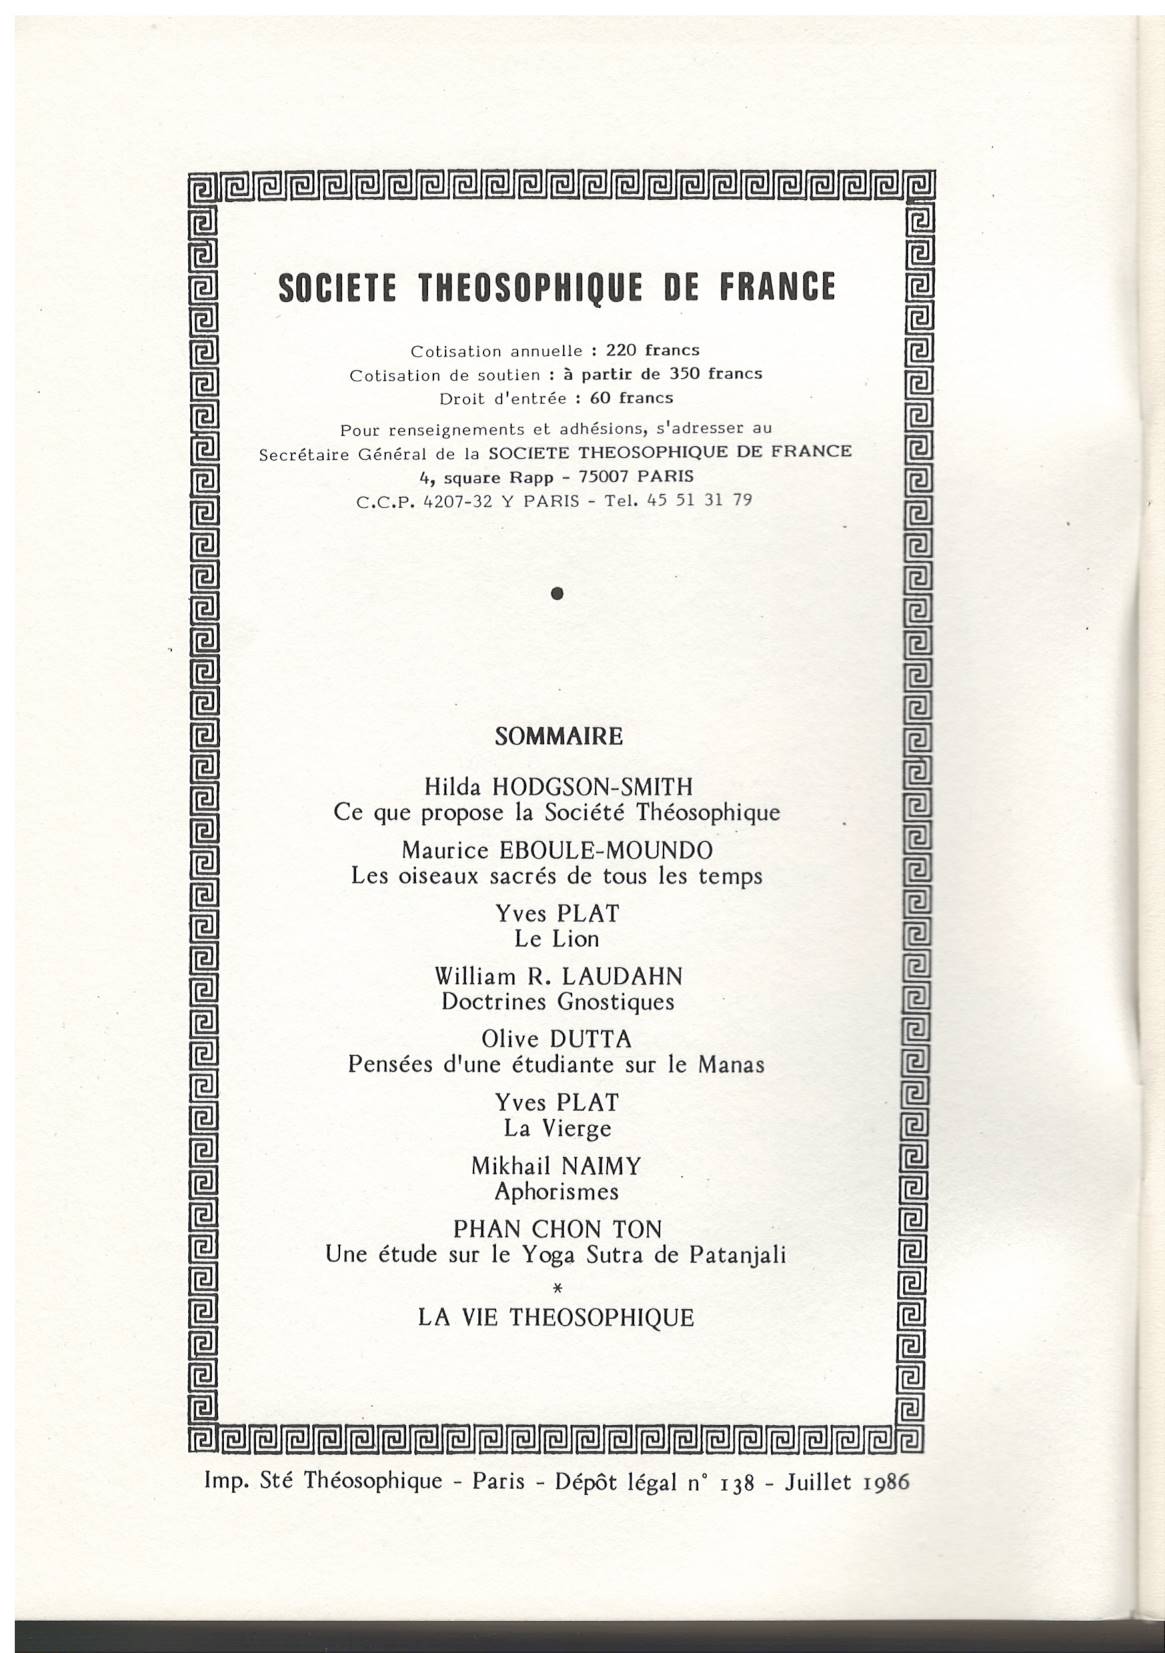 SOCIETE THEOSOPHIQUE DE FRANCE
Cotisation annuelle : 220 francs
Cotisation de soutien : à partir de 350 francs
Droit d'entrée : 60 francs
Pour renseignements et adhésions, s'adresser au
Secrétaire Général de la SOCIETE THEOSOPHIQUE DE FRANCE
4, square Rapp - 75007 PARIS
C.C.P. 4207-32 Y PARIS - Tel. 45 51 31 79
•
SOMMAIRE
Hilda HODGSON-SMITH
Ce que propose la Société Théosophique
Maurice EBOULE-MOUNDO
Les oiseaux sacrés de tous les temps
Yves PLAT
Le Lion
William R. LAUDAHN
Doctrines Gnostiques
Olive DUTTA
Pensées d'une étudiante sur le Manas
Yves PLAT
La Vierge
Mikhail NAIMY
Aphorismes
PHAN CHON TON
Une étude sur le Yoga Sutra de Patanjali
*
LA VIE THEOSOPHIQUE
Imp. Sté Théosophique - Paris - Dépôt légal n° 138 - Juillet 1986